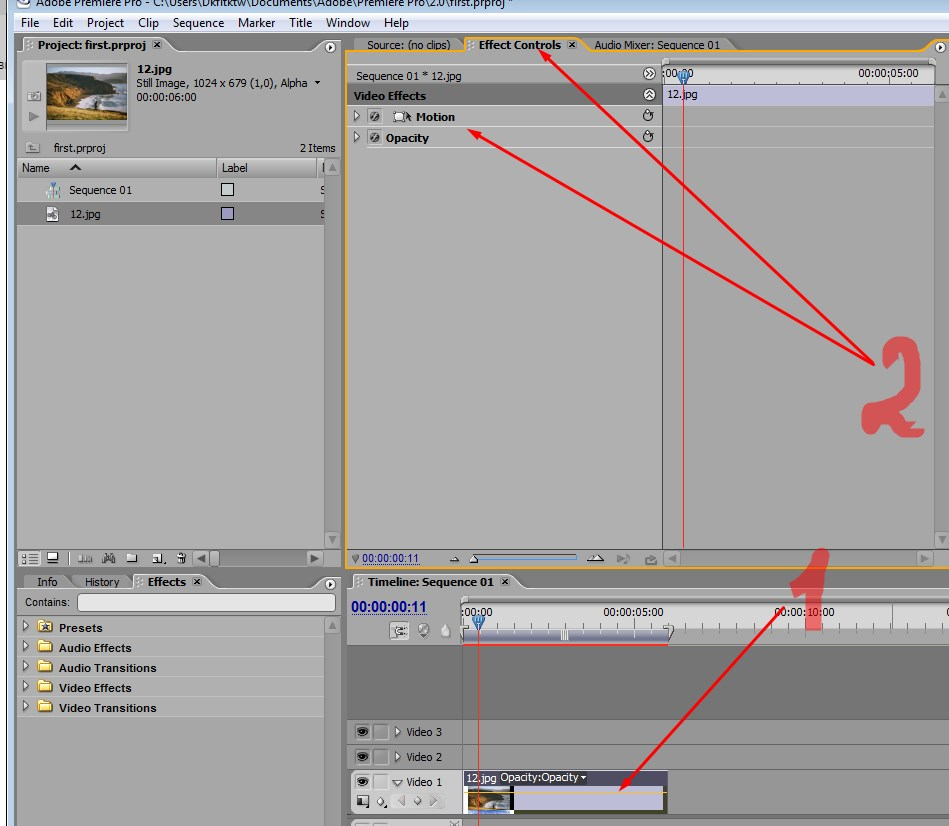 Adobe Premiere Pro - C:\Users\Dkfitktw\Documents\Adobe\Premiere Pro\2.0\first.prproj *
File Edit Project Clip Sequence Marker Title Window Help
Project: first.prproj
12.jpg
Still Image, 1024 x 679 (1,0), Alpha
00:00:06:00
first.prproj
2 Items
Name
Label
Sequence 01
12.jpg
Source: (no clips)
Effect Controls
Audio Mixer: Sequence 01
Sequence 01 * 12.jpg
:00:00
00:00:05:00
Video Effects
12.jpg
Motion
Opacity
2
00:00:00:11
Info
History
Effects
Contains:
Presets
Audio Effects
Audio Transitions
Video Effects
Video Transitions
Timeline: Sequence 01
1
00:00:00:11
:00:00
00:00:05:00
00:00:10:00
Video 3
Video 2
Video 1
12.jpg Opacity:Opacity